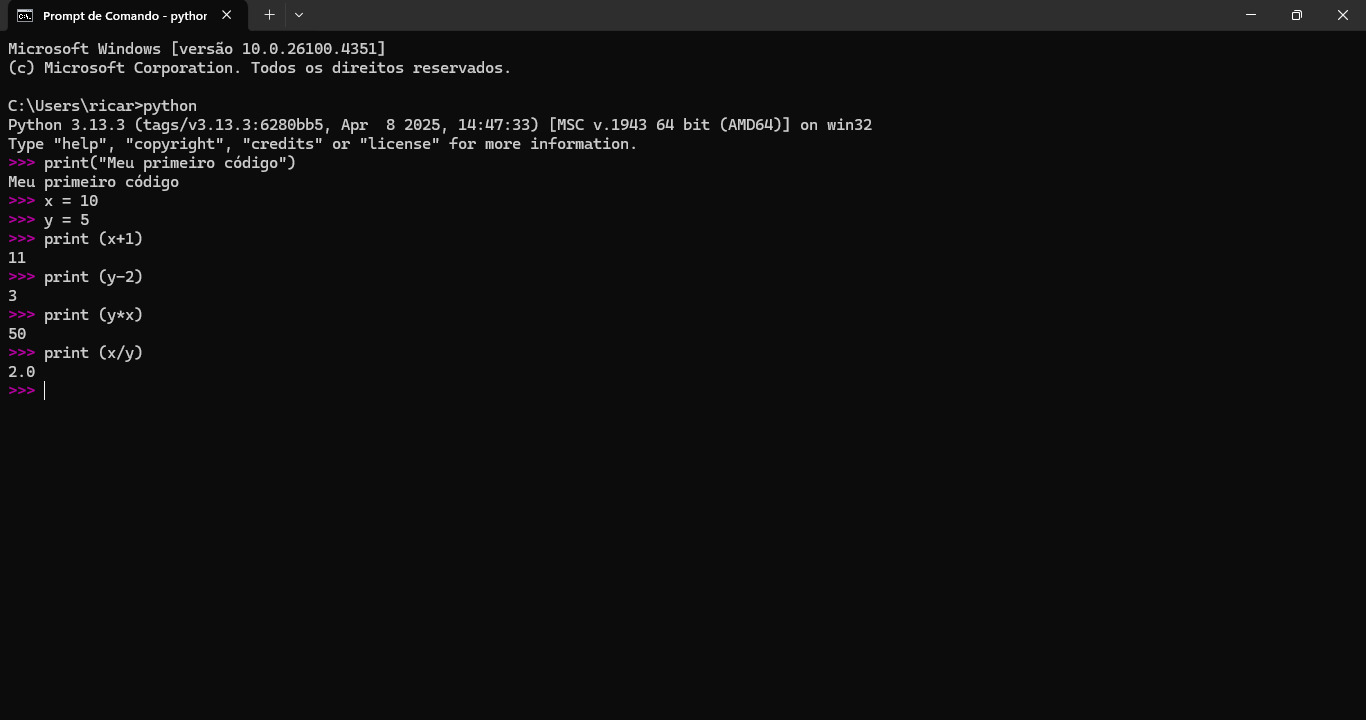 Prompt de Comando - python
Microsoft Windows [versão 10.0.26100.4351]
(c) Microsoft Corporation. Todos os direitos reservados.
C:\Users\ricar>python
Python 3.13.3 (tags/v3.13.3:6280bb5, Apr  8 2025, 14:47:33) [MSC v.1943 64 bit (AMD64)] on win32
Type "help", "copyright", "credits" or "license" for more information.
>>> print("Meu primeiro código")
Meu primeiro código
>>> x = 10
>>> y = 5
>>> print (x+1)
11
>>> print (y-2)
3
>>> print (y*x)
50
>>> print (x/y)
2.0
>>>